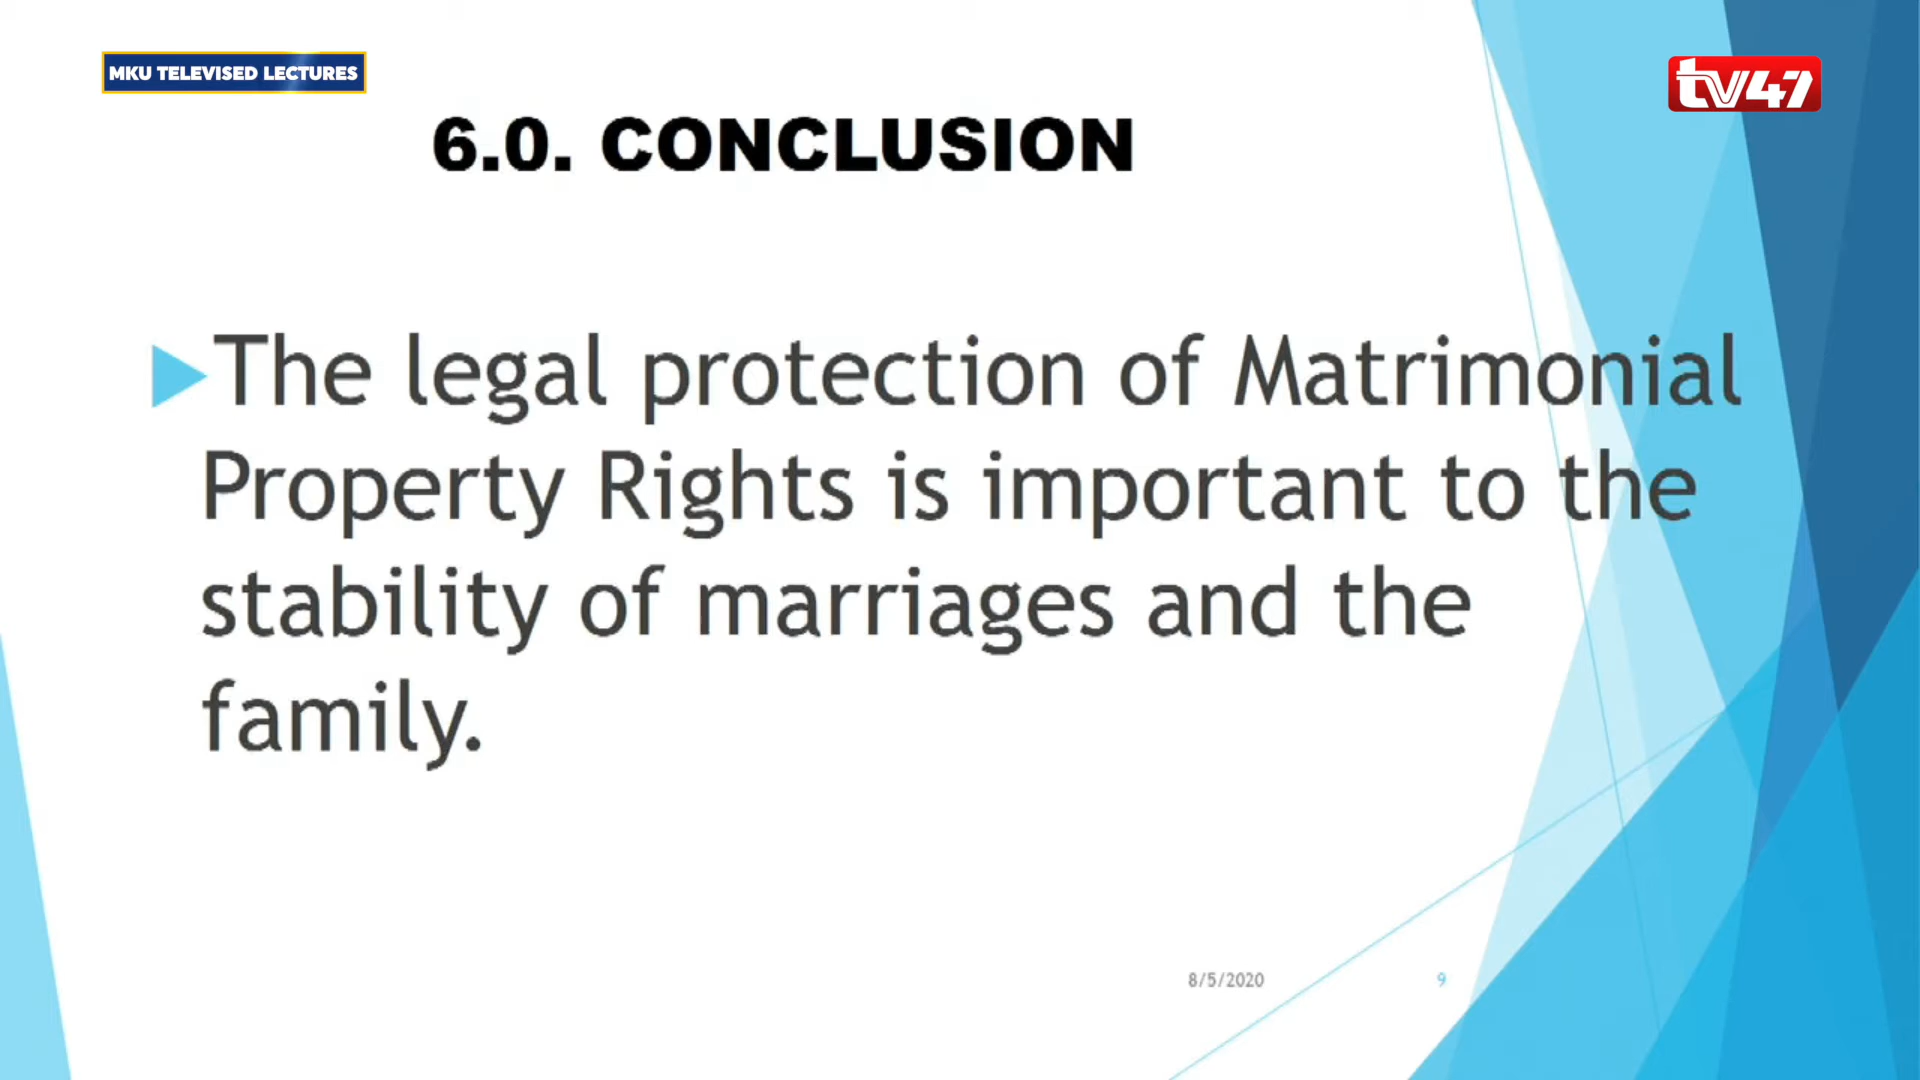 MKU TELEVISED LECTURES
tv47
6.0. CONCLUSION
The legal protection of Matrimonial
Property Rights is important to the
stability of marriages and the
family.
8/5/2020
9